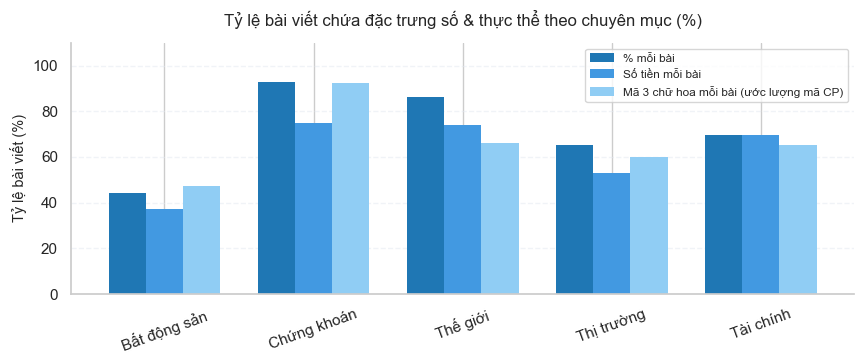 Tỷ lệ bài viết chứa đặc trưng số & thực thể theo chuyên mục (%)
% mỗi bài
Số tiền mỗi bài
Mã 3 chữ hoa mỗi bài (ước lượng mã CP)
Tỷ lệ bài viết (%)
100
80
60
40
20
0
Bất động sản
Chứng khoán
Thế giới
Thị trường
Tài chính